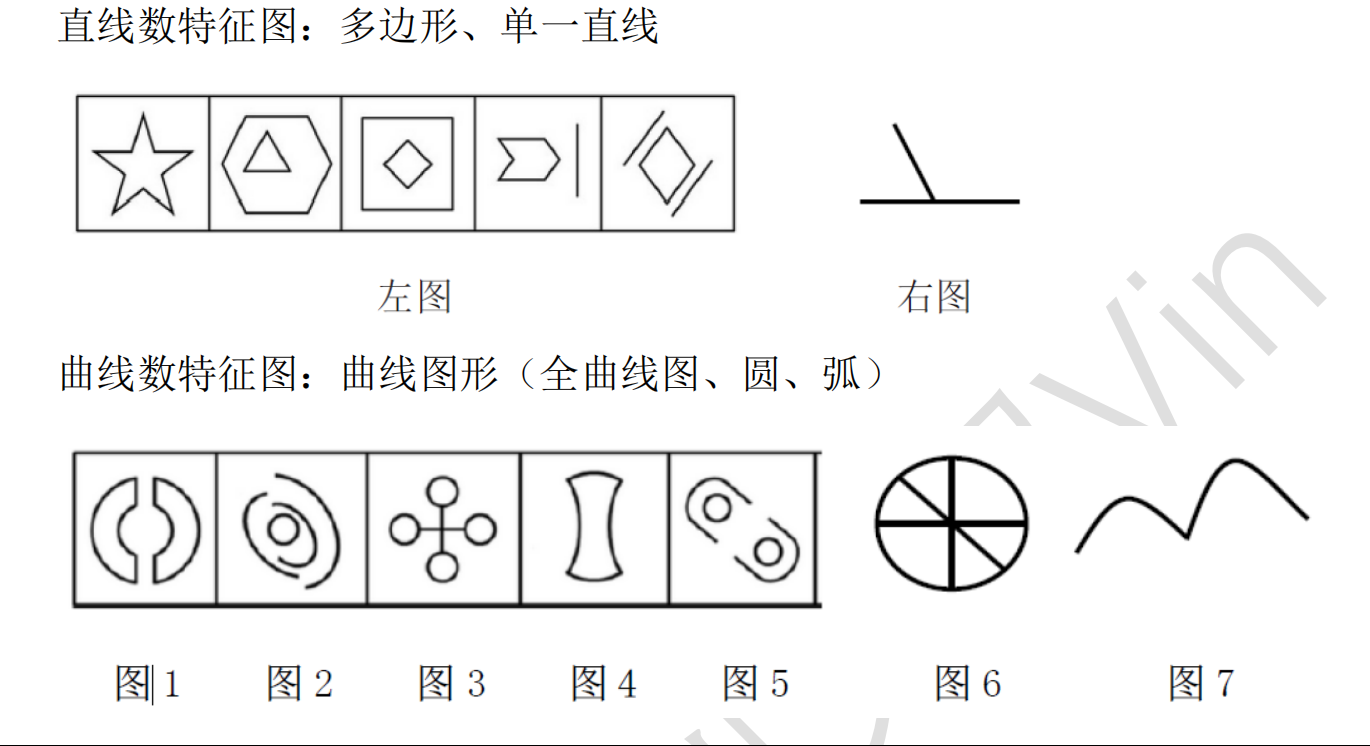 直线数特征图：多边形、单一直线
左图 右图
曲线数特征图：曲线图形（全曲线图、圆、弧）
图1 图2 图3 图4 图5 图6 图7